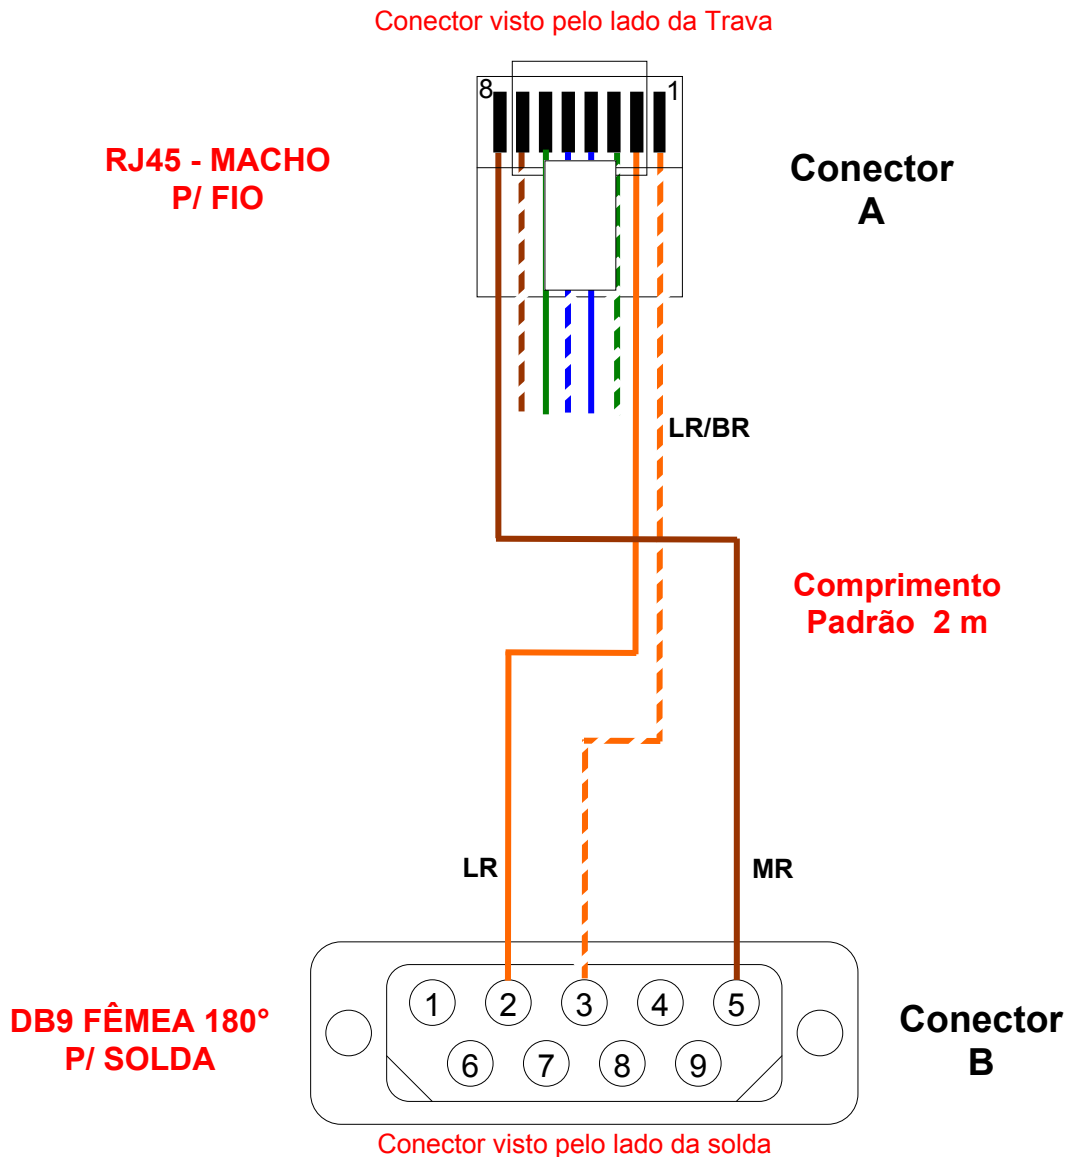 Conector visto pelo lado da Trava
8
1
RJ45 - MACHO
P/ FIO
Conector
A
LR/BR
Comprimento
Padrão 2 m
LR
MR
DB9 FÊMEA 180°
P/ SOLDA
1 2 3 4 5
6 7 8 9
Conector
B
Conector visto pelo lado da solda